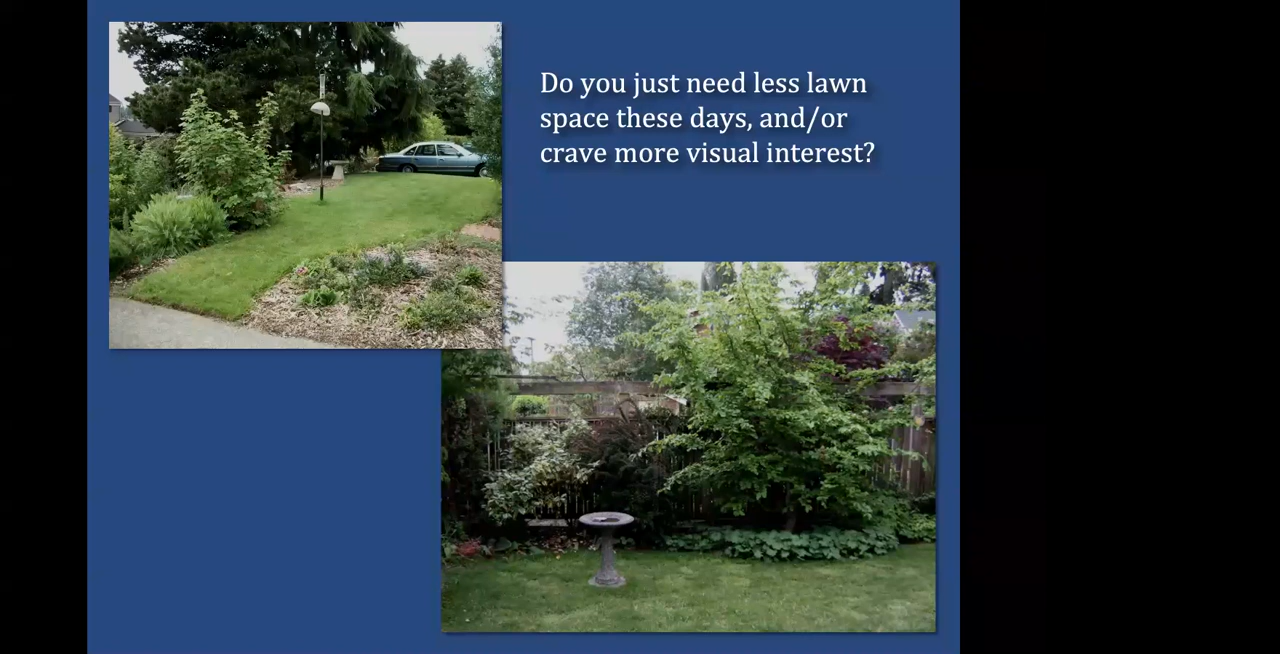 Do you just need less lawn
space these days, and/or
crave more visual interest?